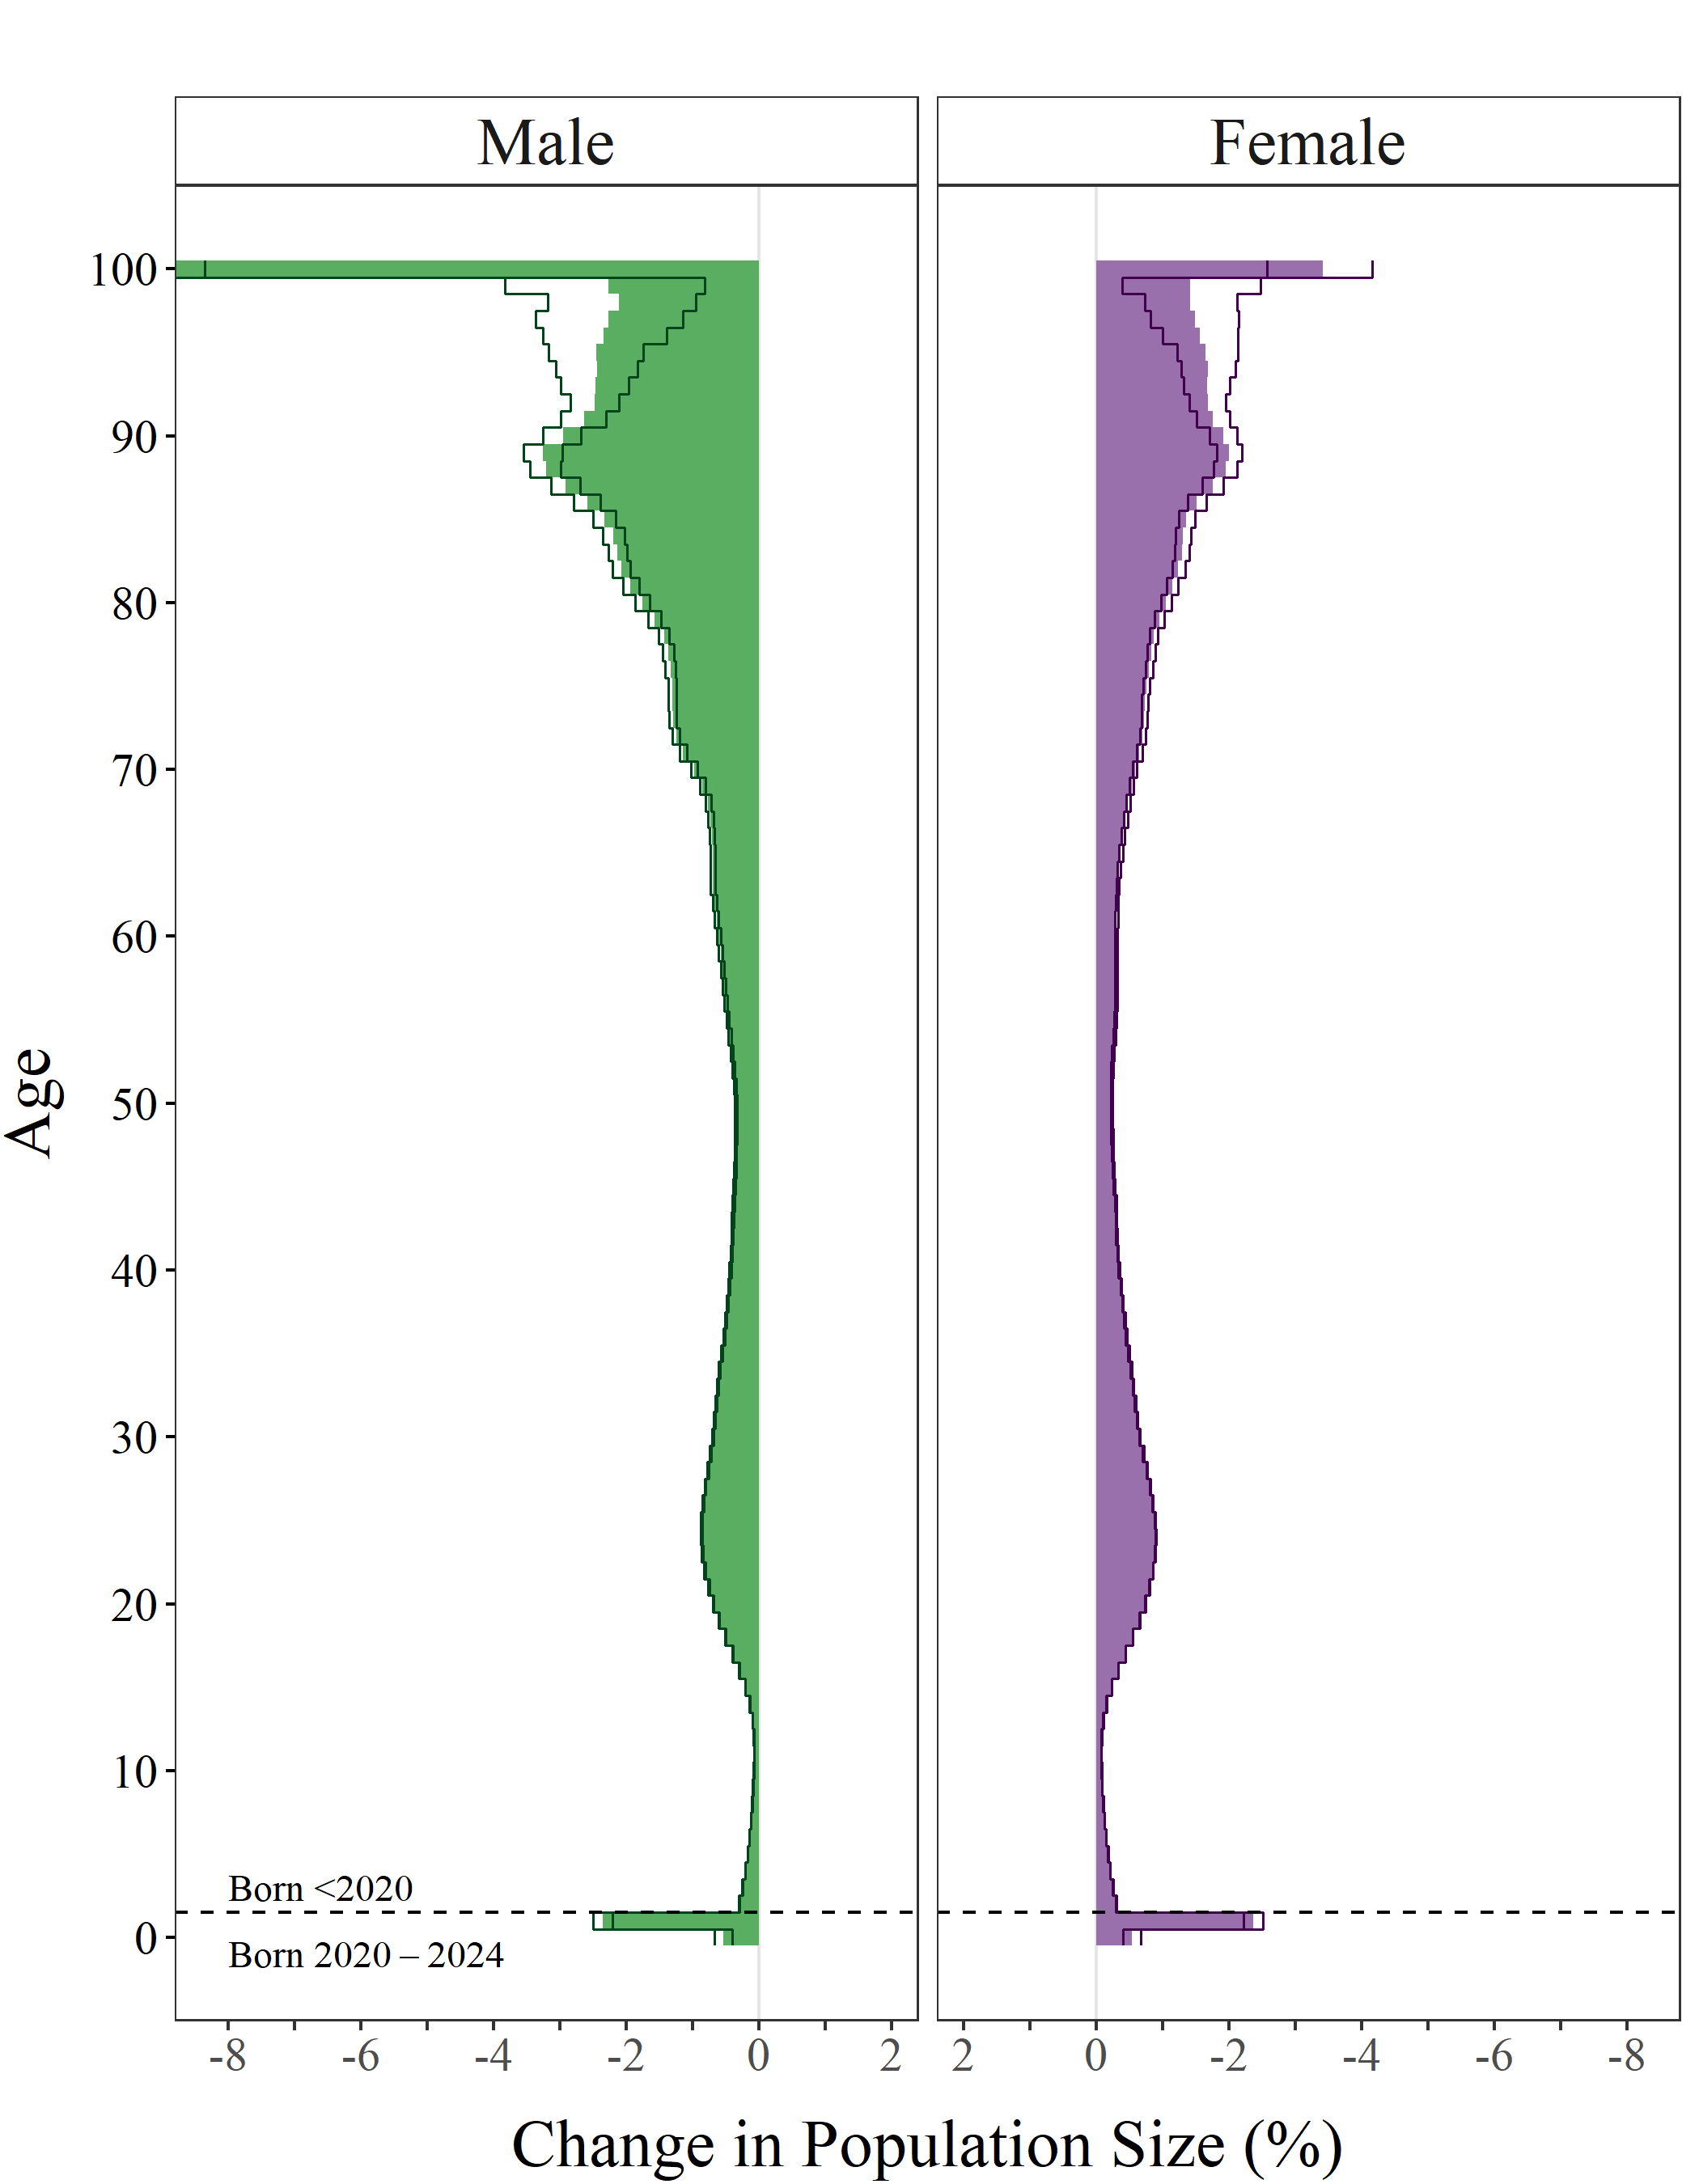 Male
Female
100
90
80
70
60
50
40
30
20
10
0
Age
Born <2020
Born 2020 – 2024
-8 -6 -4 -2 0 2
2 0 -2 -4 -6 -8
Change in Population Size (%)